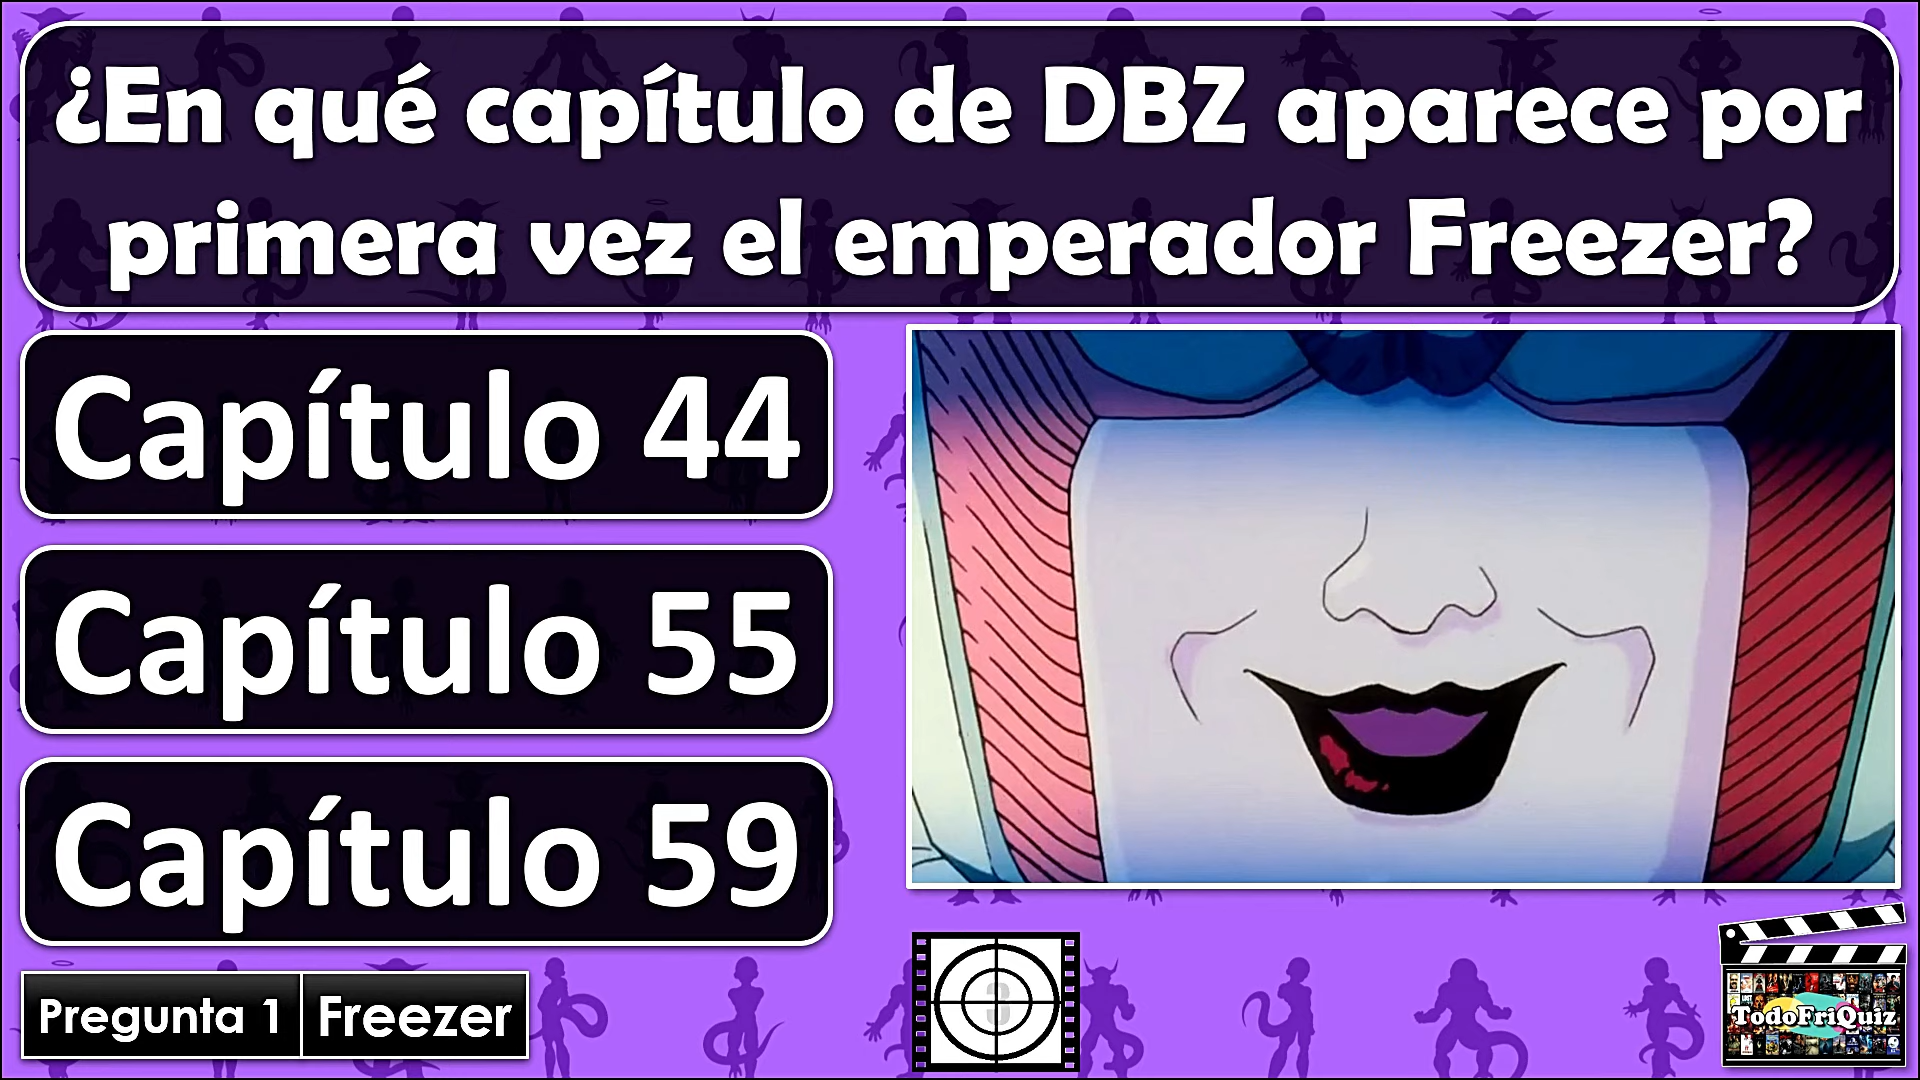 ¿En qué capítulo de DBZ aparece por
primera vez el emperador Freezer?
Capítulo 44
Capítulo 55
Capítulo 59
Pregunta 1
Freezer
3
TodoFriQuiz